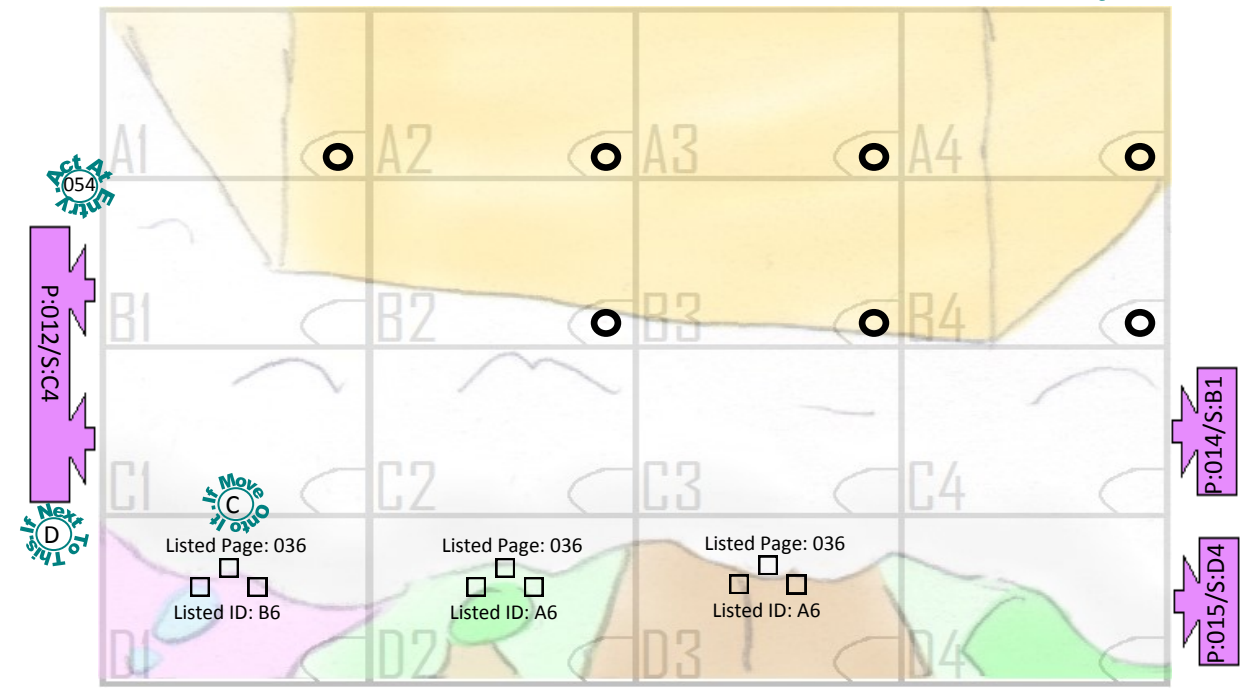 A1
A2
A3
A4
Act At Entry
054
B1
B2
B3
B4
P:012/S:C4
P:014/S:B1
C1
C2
C3
C4
If Move Onto It
C
If Next To This
D
Listed Page: 036
Listed ID: B6
Listed Page: 036
Listed ID: A6
Listed Page: 036
Listed ID: A6
D1
D2
D3
D4
P:015/S:D4